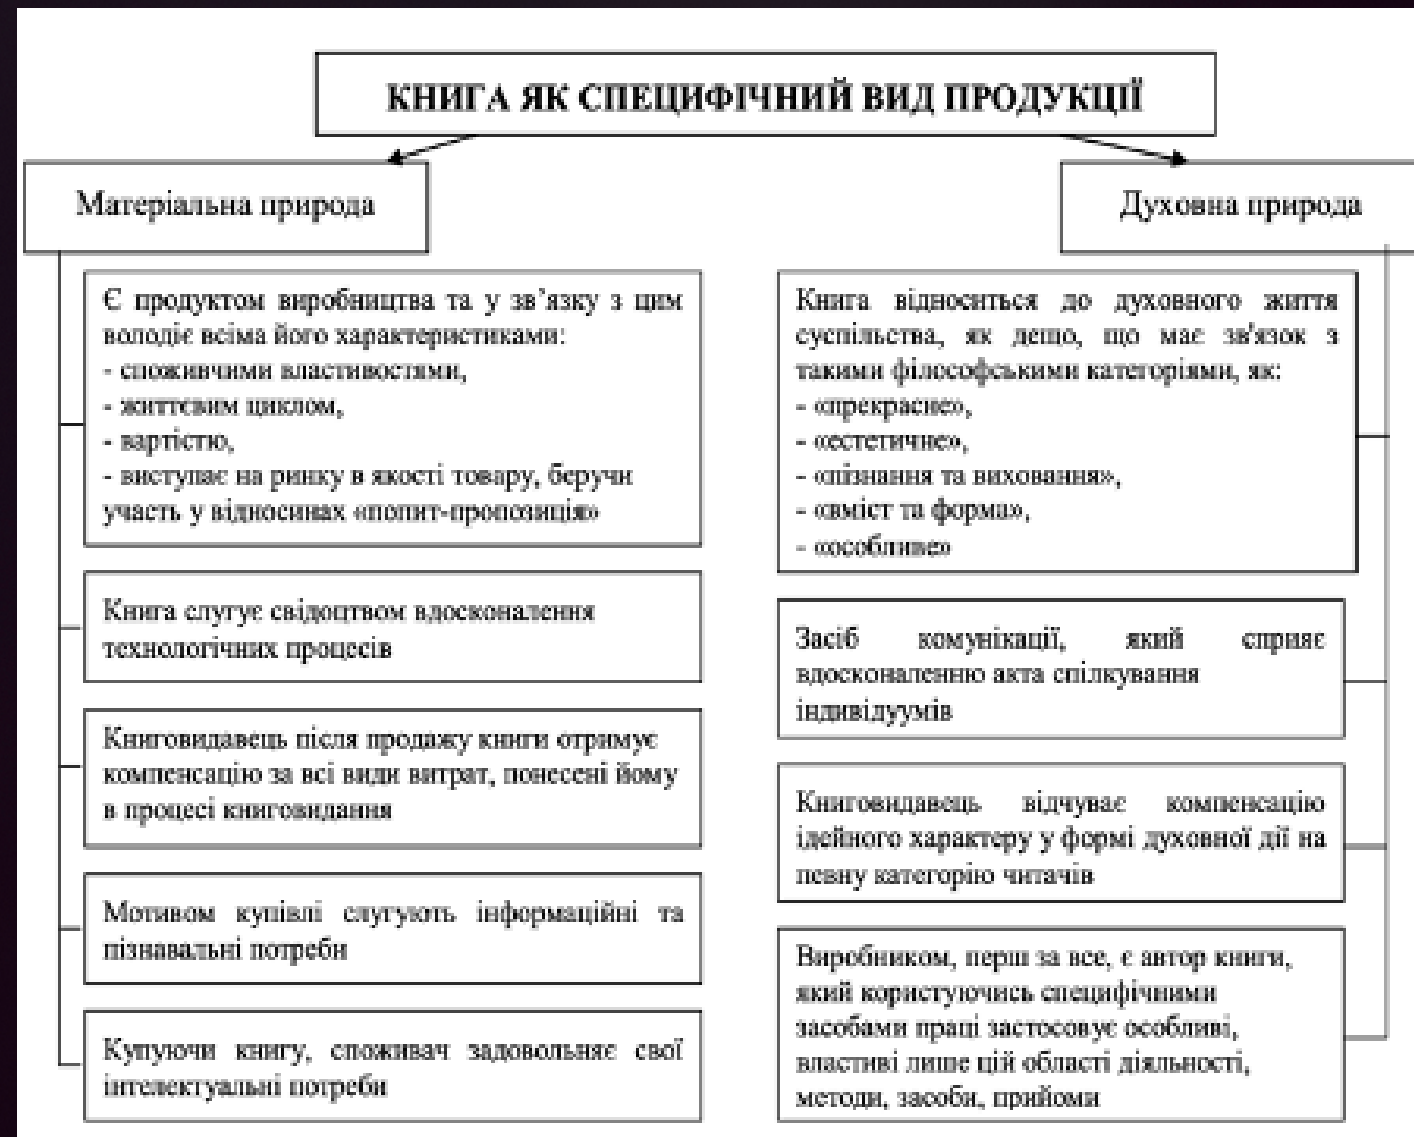 КНИГА ЯК СПЕЦИФІЧНИЙ ВИД ПРОДУКЦІЇ
Матеріальна природа
Є продуктом виробництва та у зв’язку з цим
володіє всіма його характеристиками:
- споживчими властивостями,
- життєвим циклом,
- вартістю,
- виступає на ринку в якості товару, беручи
участь у відносинах «попит-пропозиція»
Книга слугує свідоцтвом вдосконалення
технологічних процесів
Книговидавець після продажу книги отримує
компенсацію за всі види витрат, понесені йому
в процесі книговидання
Мотивом купівлі слугують інформаційні та
пізнавальні потреби
Купуючи книгу, споживач задовольняє свої
інтелектуальні потреби
Духовна природа
Книга відноситься до духовного життя
суспільства, як дещо, що має зв'язок з
такими філософськими категоріями, як:
- «прекрасне»,
- «естетичне»,
- «пізнання та виховання»,
- «вміст та форма»,
- «особливе»
Засіб комунікації, який сприяє
вдосконаленню акта спілкування
індивідуумів
Книговидавець відчуває компенсацію
ідейного характеру у формі духовної дії на
певну категорію читачів
Виробником, перш за все, є автор книги,
який користуючись специфічними
засобами праці застосовує особливі,
властиві лише цій області діяльності,
методи, засоби, прийоми